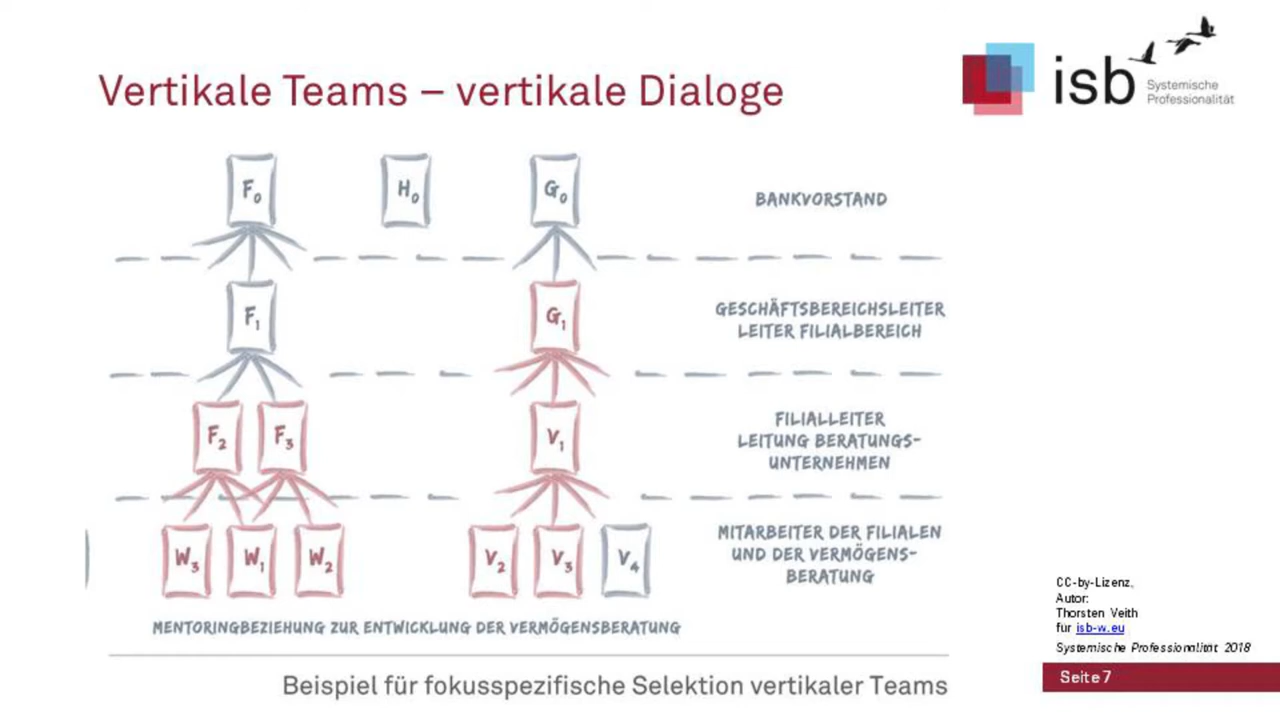 Vertikale Teams – vertikale Dialoge
isb
Systemische
Professionalität
F0
H0
G0
BANKVORSTAND
F1
G1
GESCHÄFTSBEREICHSLEITER
LEITER FILIALBEREICH
F2
F3
V1
FILIALLEITER
LEITUNG BERATUNGS-
UNTERNEHMEN
W3
W1
W2
V2
V3
V4
MITARBEITER DER FILIALEN
UND DER VERMÖGENS-
BERATUNG
MENTORINGBEZIEHUNG ZUR ENTWICKLUNG DER VERMÖGENSBERATUNG
Beispiel für fokusspezifische Selektion vertikaler Teams
CC-by-Lizenz,
Autor:
Thorsten Veith
für isb-w.eu
Systemische Professionalität 2018
Seite 7